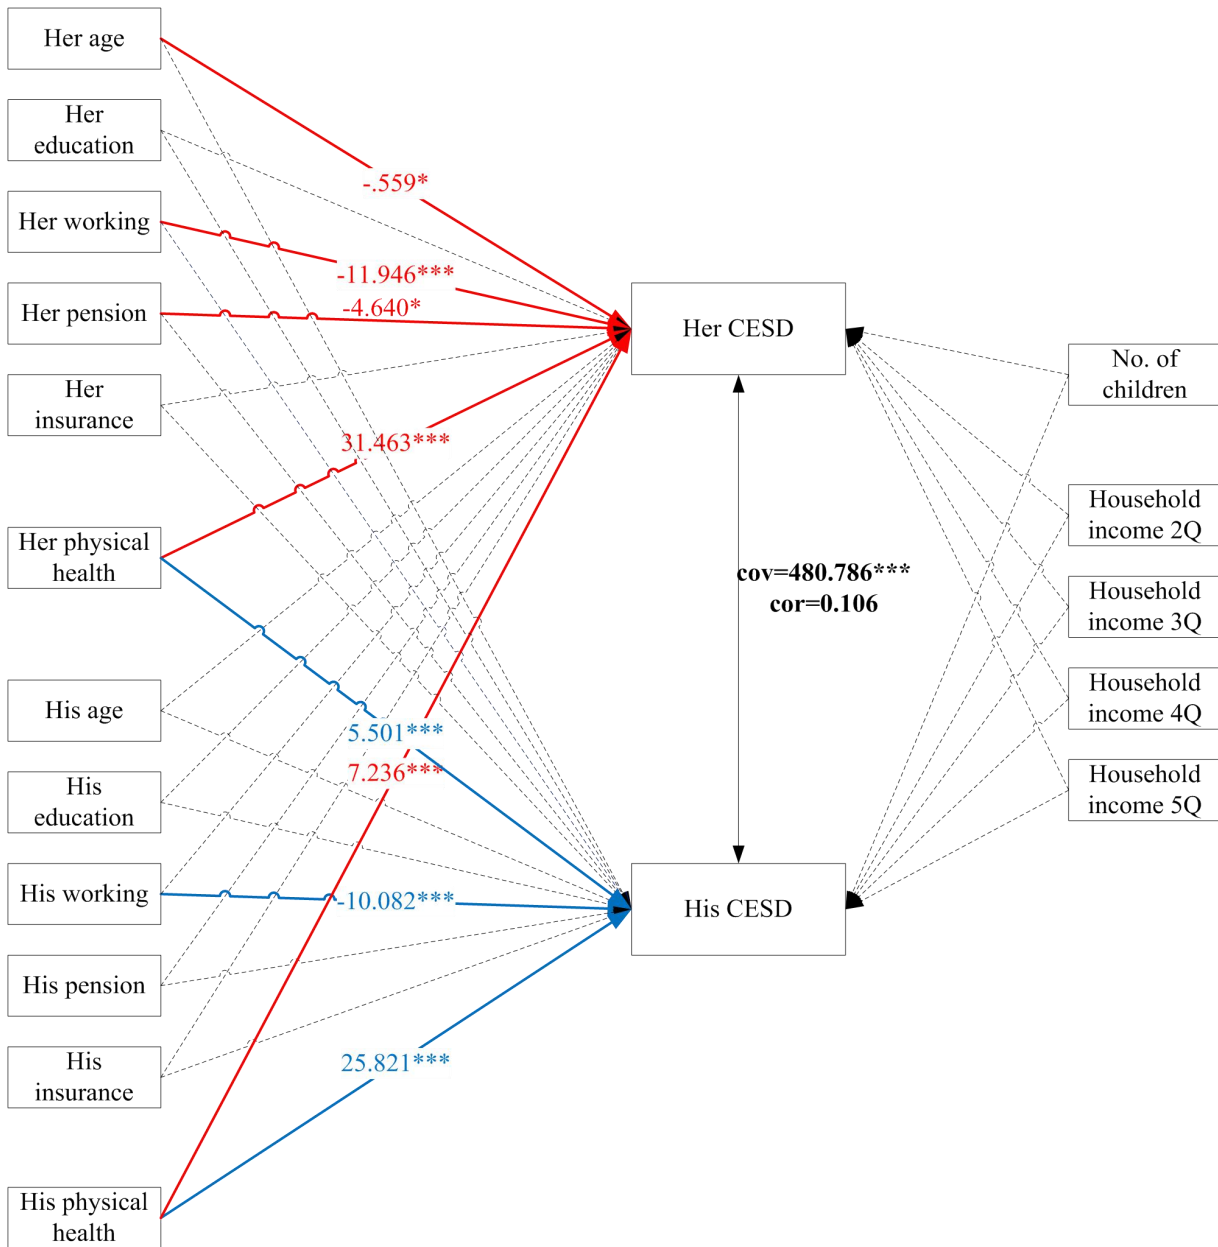 Her age
Her
education
Her working
Her pension
Her
insurance
Her physical
health
His age
His
education
His working
His pension
His
insurance
His physical
health
-.559*
-11.946***
-4.640*
31.463***
5.501***
7.236***
-10.082***
25.821***
Her CESD
cov=480.786***
cor=0.106
His CESD
No. of
children
Household
income 2Q
Household
income 3Q
Household
income 4Q
Household
income 5Q